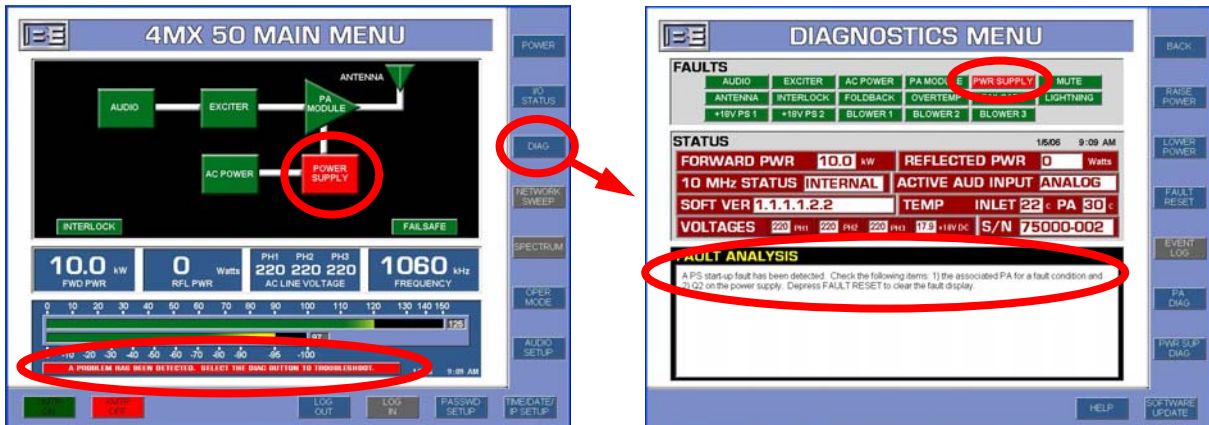 4MX 50 MAIN MENU
ANTENNA
AUDIO
EXCITER
PA
MODULE
AC POWER
POWER
SUPPLY
INTERLOCK
FAILSAFE
10.0 kW
FWD PWR
0 Watts
RFL PWR
PH1 PH2 PH3
220 220 220
AC LINE VOLTAGE
1060 kHz
FREQUENCY
0 10 20 30 40 50 60 70 80 90 100 110 120 130 140 150
125
97
-10 -20 -30 -40 -50 -60 -70 -80 -90 -95 -100
A PROBLEM HAS BEEN DETECTED. SELECT THE DIAG BUTTON TO TROUBLESHOOT.
9:09 AM
POWER
I/O
STATUS
DIAG
NETWORK
SWEEP
SPECTRUM
OPER
MODE
AUDIO
SETUP
XMTR
ON
XMTR
OFF
LOG
OUT
LOG
IN
PASSWD
SETUP
TIME/DATE/
IP SETUP
DIAGNOSTICS MENU
FAULTS
AUDIO EXCITER AC POWER PA MODULE PWR SUPPLY MUTE
ANTENNA INTERLOCK FOLDBACK OVERTEMP LIGHTNING
+18V PS 1 +18V PS 2 BLOWER 1 BLOWER 2 BLOWER 3
STATUS 1/5/06 9:09 AM
FORWARD PWR 10.0 kW REFLECTED PWR 0 Watts
10 MHz STATUS INTERNAL ACTIVE AUD INPUT ANALOG
SOFT VER 1.1.1.1.2.2 TEMP INLET 22 C PA 30 C
VOLTAGES 220 PH1 220 PH2 220 PH3 17.9 +18V DC S/N 75000-002
FAULT ANALYSIS
A PS start-up fault has been detected. Check the following items: 1) the associated PA for a fault condition and
2) Q2 on the power supply. Depress FAULT RESET to clear the fault display.
BACK
RAISE
POWER
LOWER
POWER
FAULT
RESET
EVENT
LOG
PA
DIAG
PWR SUP
DIAG
HELP
SOFTWARE
UPDATE